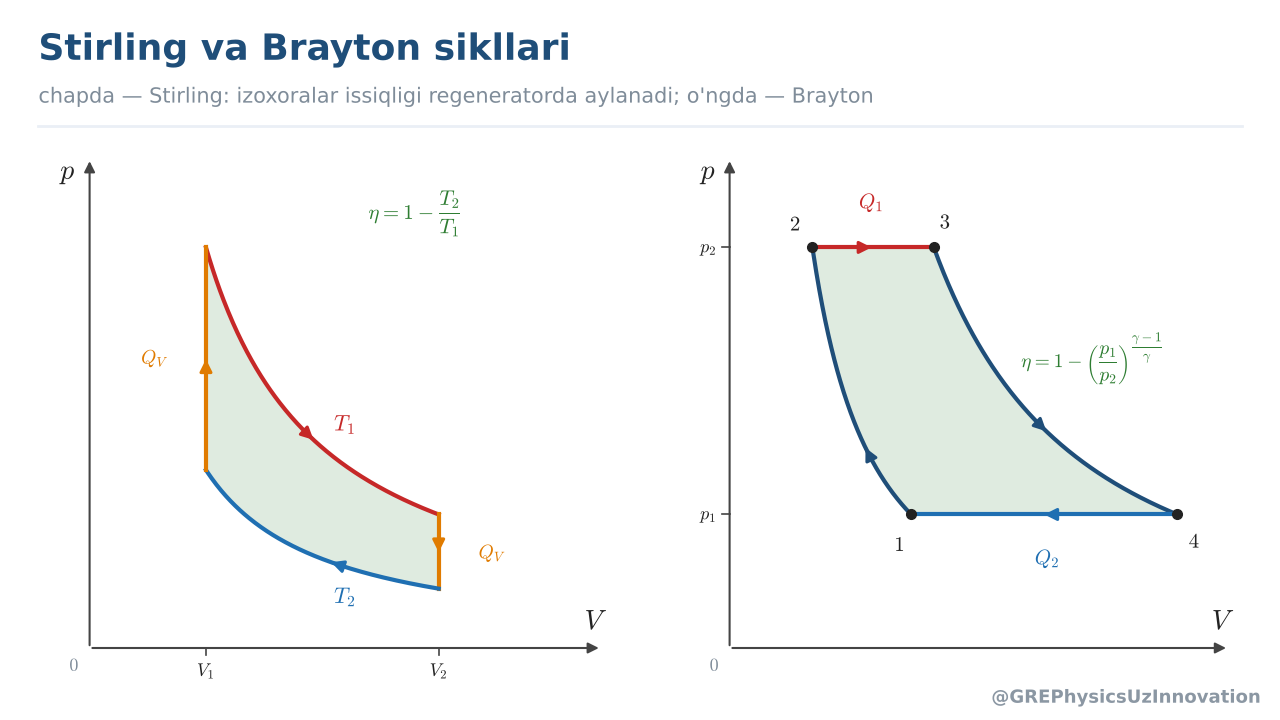 Stirling va Brayton sikllari
chapda — Stirling: izoxoralar issiqligi regeneratorda aylanadi; o'ngda — Brayton
p
η = 1 − T₂/T₁
Q_V
T₁
Q_V
T₂
V
0
V₁
V₂
p
Q₁
2
3
p₂
η = 1 − (p₁/p₂)^((γ−1)/γ)
p₁
1
4
Q₂
V
0
@GREPhysicsUzInnovation